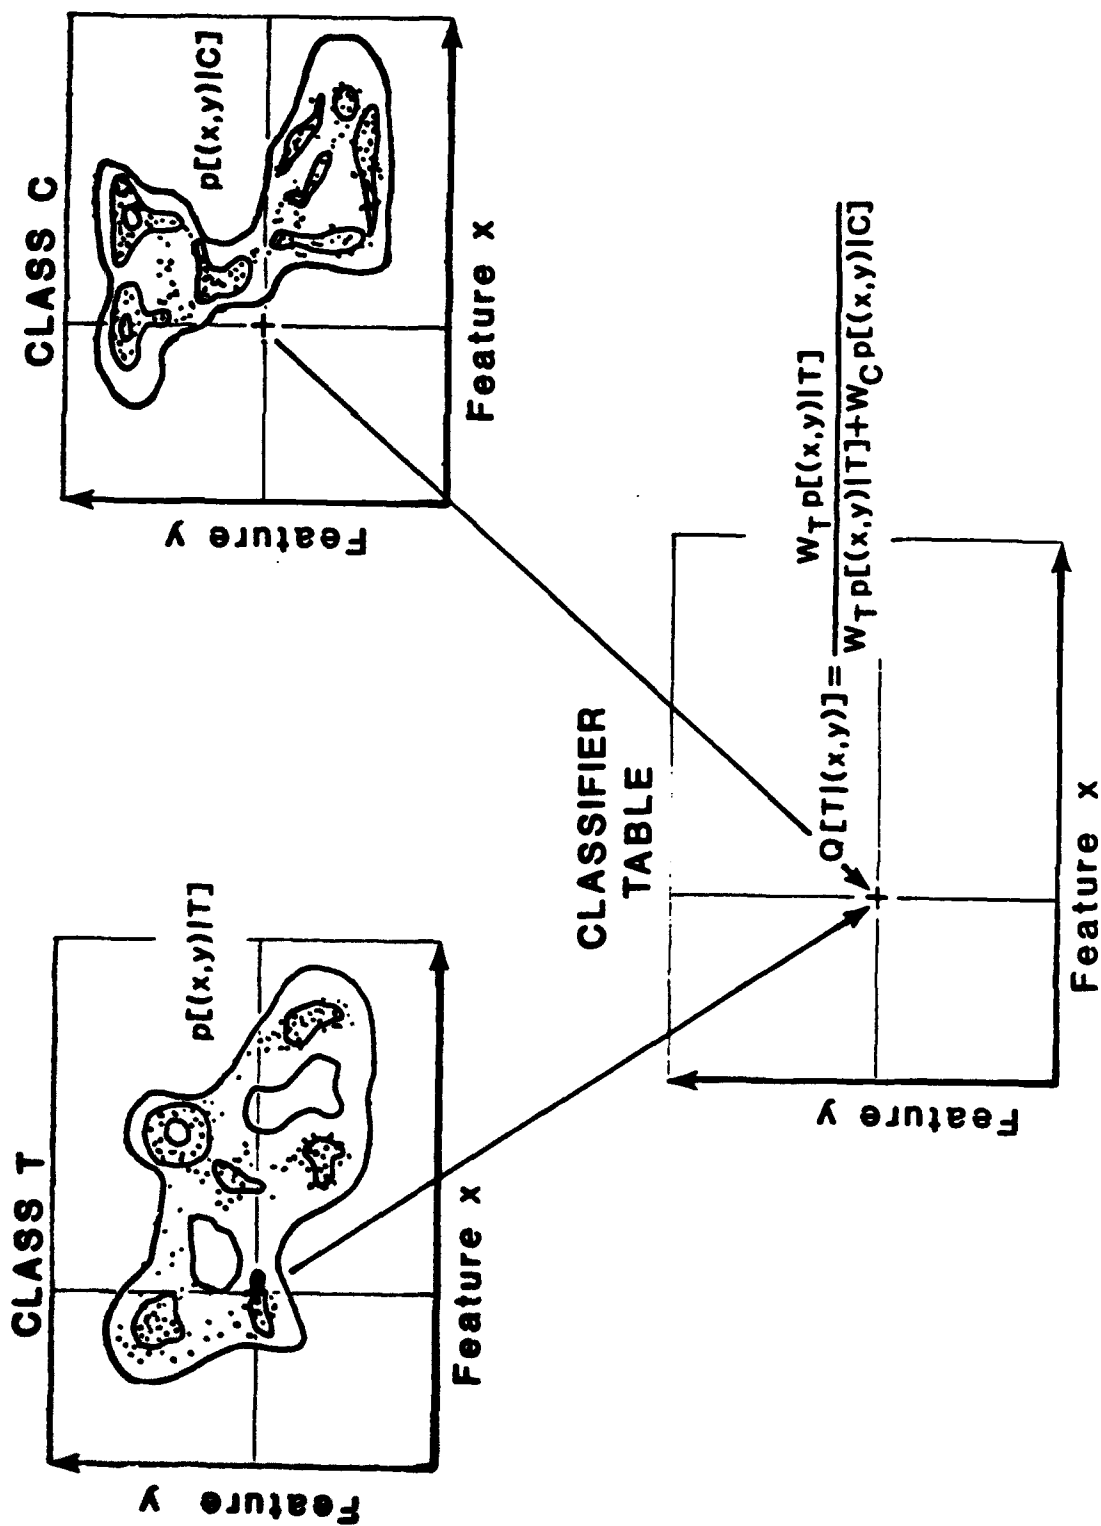 CLASS T
p[(x,y)|T]
Feature y
Feature x
CLASS C
p[(x,y)|C]
Feature y
Feature x
CLASSIFIER
TABLE
Q[T|(x,y)]=
W_T p[(x,y)|T]
W_T p[(x,y)|T]+W_C p[(x,y)|C]
Feature y
Feature x